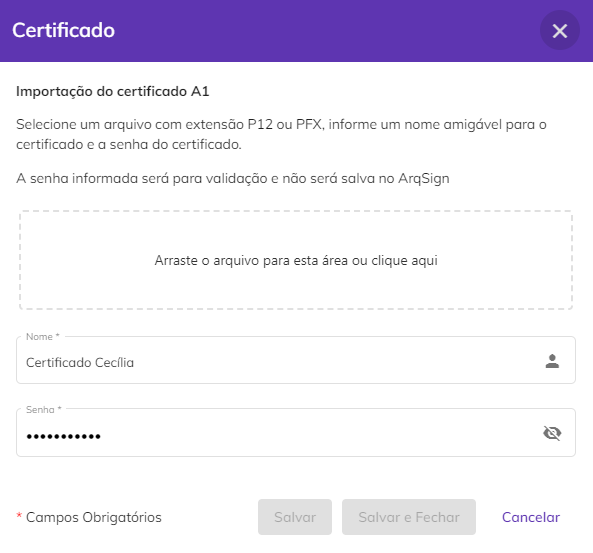 Certificado
Importação do certificado A1
Selecione um arquivo com extensão P12 ou PFX, informe um nome amigável para o
certificado e a senha do certificado.
A senha informada será para validação e não será salva no ArqSign
Arraste o arquivo para esta área ou clique aqui
Nome *
Certificado Cecília
Senha *
•••••••••••
* Campos Obrigatórios
Salvar
Salvar e Fechar
Cancelar